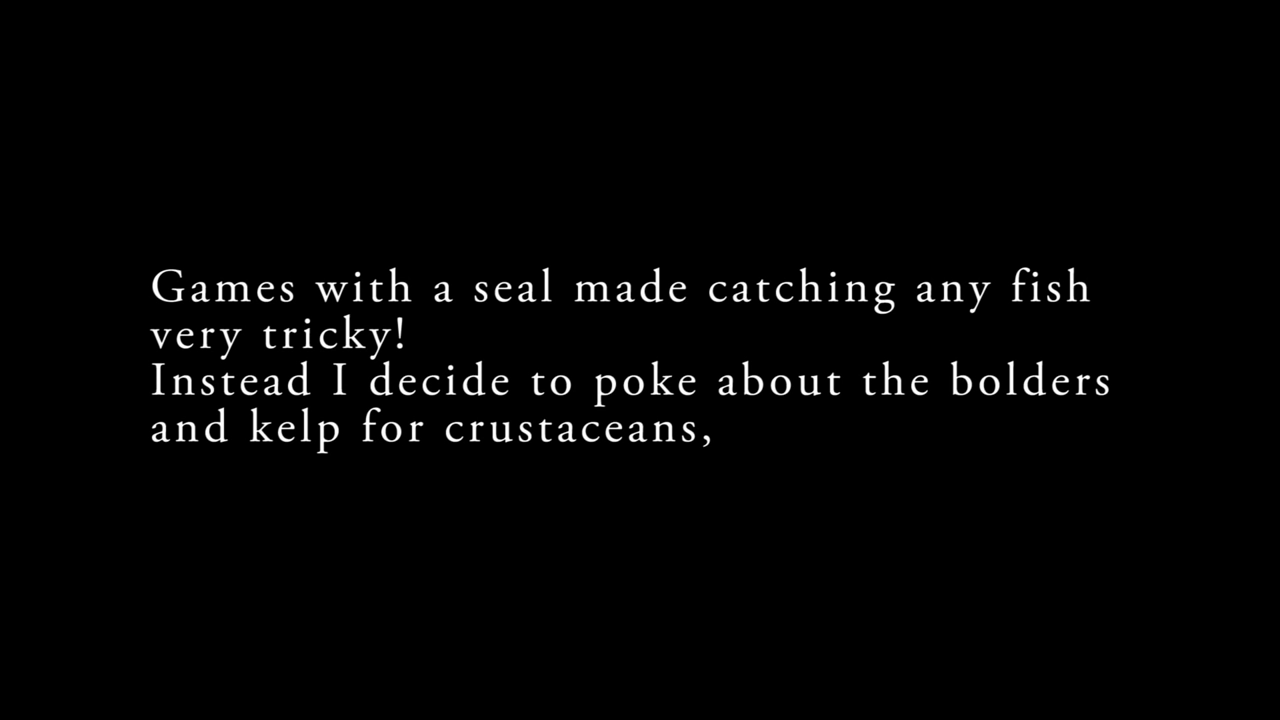 Games with a seal made catching any fish
very tricky!
Instead I decide to poke about the bolders
and kelp for crustaceans,